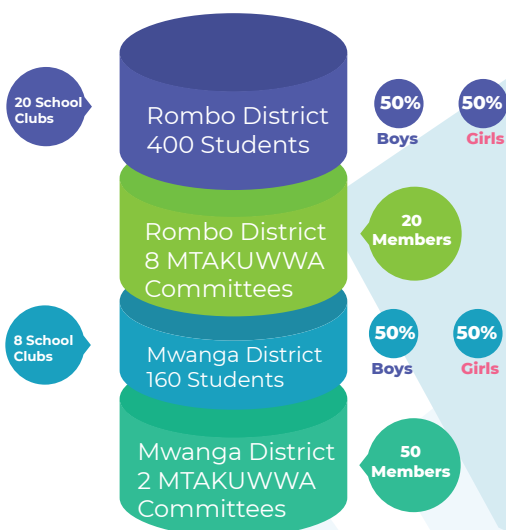 20 School
Clubs
Rombo District
400 Students
50%
Boys
50%
Girls
Rombo District
8 MTAKUWWA
Committees
20
Members
8 School
Clubs
Mwanga District
160 Students
50%
Boys
50%
Girls
Mwanga District
2 MTAKUWWA
Committees
50
Members